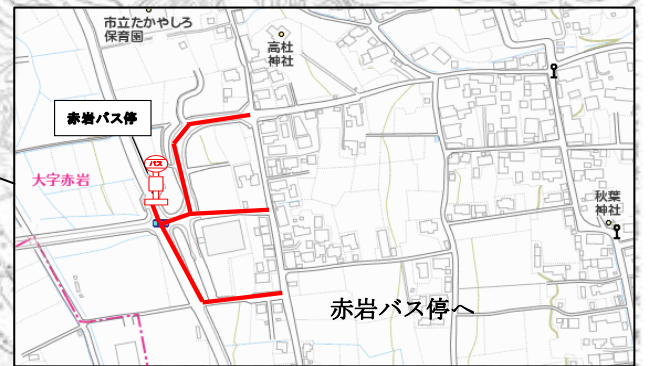 市立たかやしろ
保育園
高杜
神社
赤岩バス停
バス
大字赤岩
秋葉
神社
赤岩バス停へ